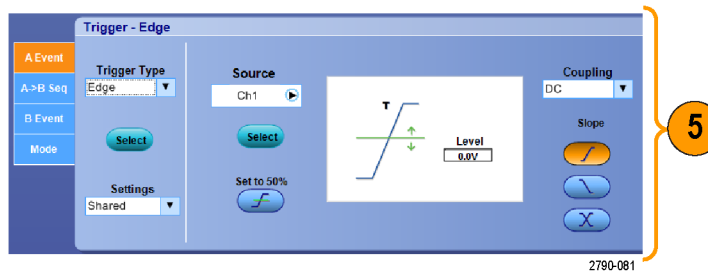 Trigger - Edge
A Event
A->B Seq
B Event
Mode
Trigger Type
Edge
Select
Settings
Shared
Source
Ch1
Select
Set to 50%
T
Level
0.0V
Coupling
DC
Slope
5
2790-081